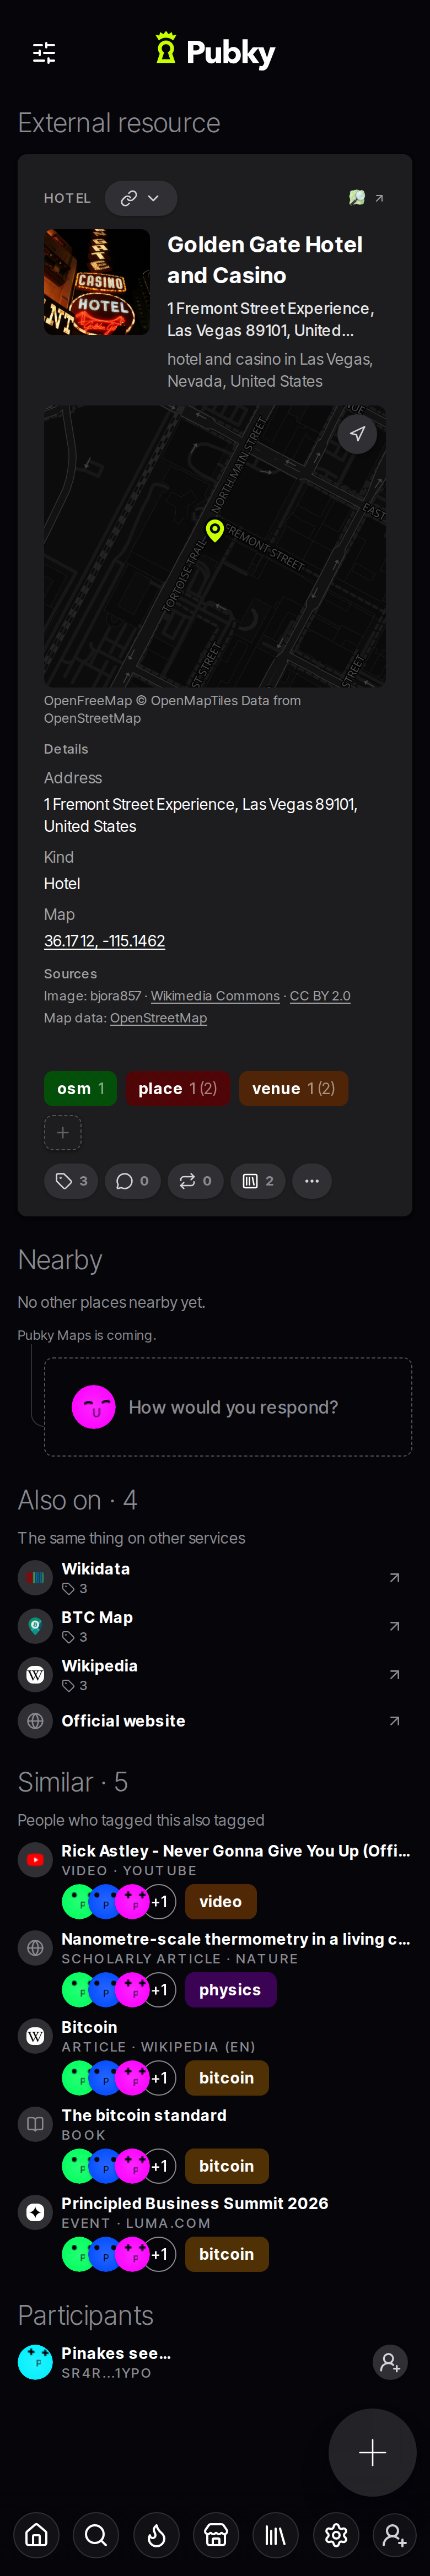 Pubky
External resource
HOTEL
Golden Gate Hotel
and Casino
1 Fremont Street Experience,
Las Vegas 89101, United...
hotel and casino in Las Vegas,
Nevada, United States
CASINO
HOTEL
NT
NORTH MAIN STREET
EAST
FREMONT STREET
TORTOISE TRAIL
ST STREET
STREET
OpenFreeMap © OpenMapTiles Data from
OpenStreetMap
Details
Address
1 Fremont Street Experience, Las Vegas 89101,
United States
Kind
Hotel
Map
36.1712, -115.1462
Sources
Image: bjora857 · Wikimedia Commons · CC BY 2.0
Map data: OpenStreetMap
osm 1 place 1 (2) venue 1 (2)
+
3 0 0 2 ...
Nearby
No other places nearby yet.
Pubky Maps is coming.
How would you respond?
Also on · 4
The same thing on other services
Wikidata
3
BTC Map
3
W Wikipedia
3
Official website
Similar · 5
People who tagged this also tagged
Rick Astley - Never Gonna Give You Up (Offi...
VIDEO · YOUTUBE
+1 video
Nanometre-scale thermometry in a living c...
SCHOLARLY ARTICLE · NATURE
+1 physics
W Bitcoin
ARTICLE · WIKIPEDIA (EN)
+1 bitcoin
The bitcoin standard
BOOK
+1 bitcoin
Principled Business Summit 2026
EVENT · LUMA.COM
+1 bitcoin
Participants
Pinakes see...
SR4R...1YPO